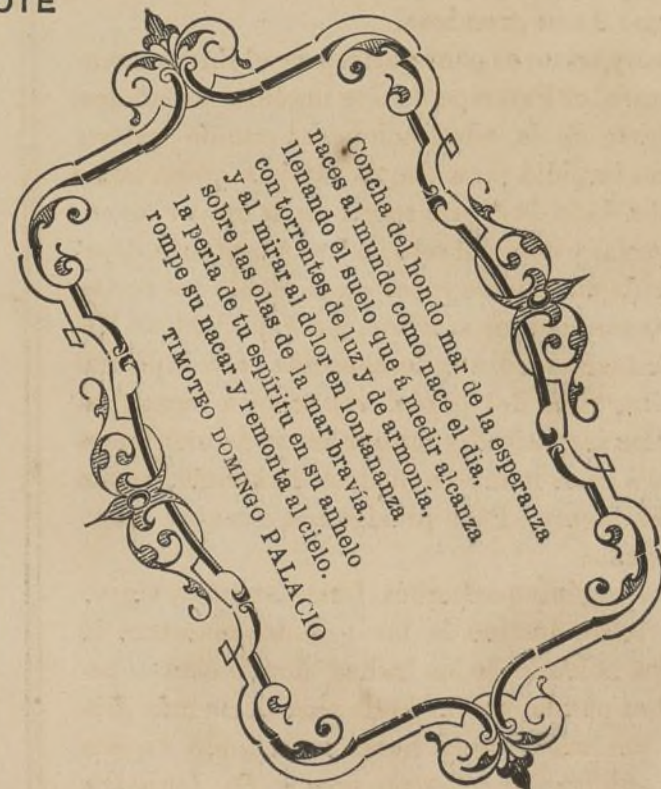 OTE
Concha del hondo mar de la esperanza
naces al mundo como nace el dia,
llenando el suelo que á medir alcanza
con torrentes de luz y de armonía,
y al mirar al dolor en lontananza
sobre las olas de la mar bravía,
la perla de tu espíritu en su anhelo
rompe su nacar y remonta al cielo.
TIMOTEO DOMINGO PALACIO